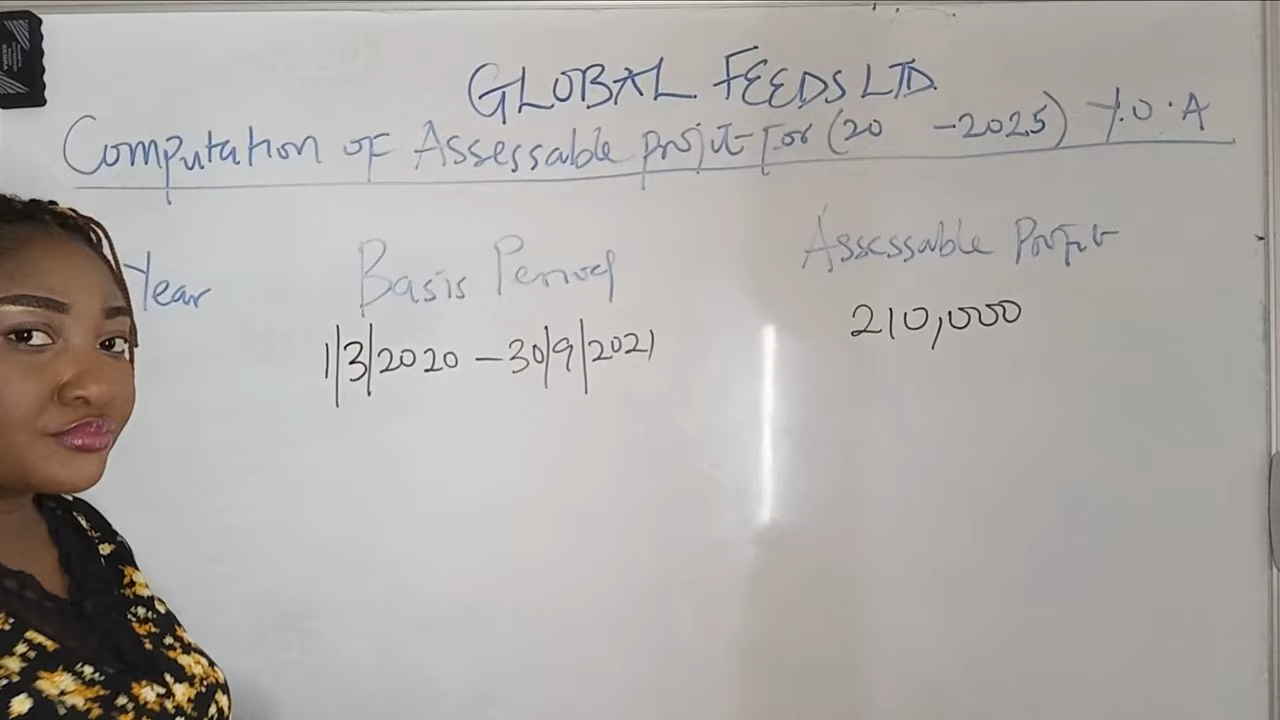 GLOBAL FEEDS LTD.
Computation of Assessable profit for (20 -2025) Y.O.A
Year Basis Period Assessable Profit
1/3/2020 - 30/9/2021 210,000